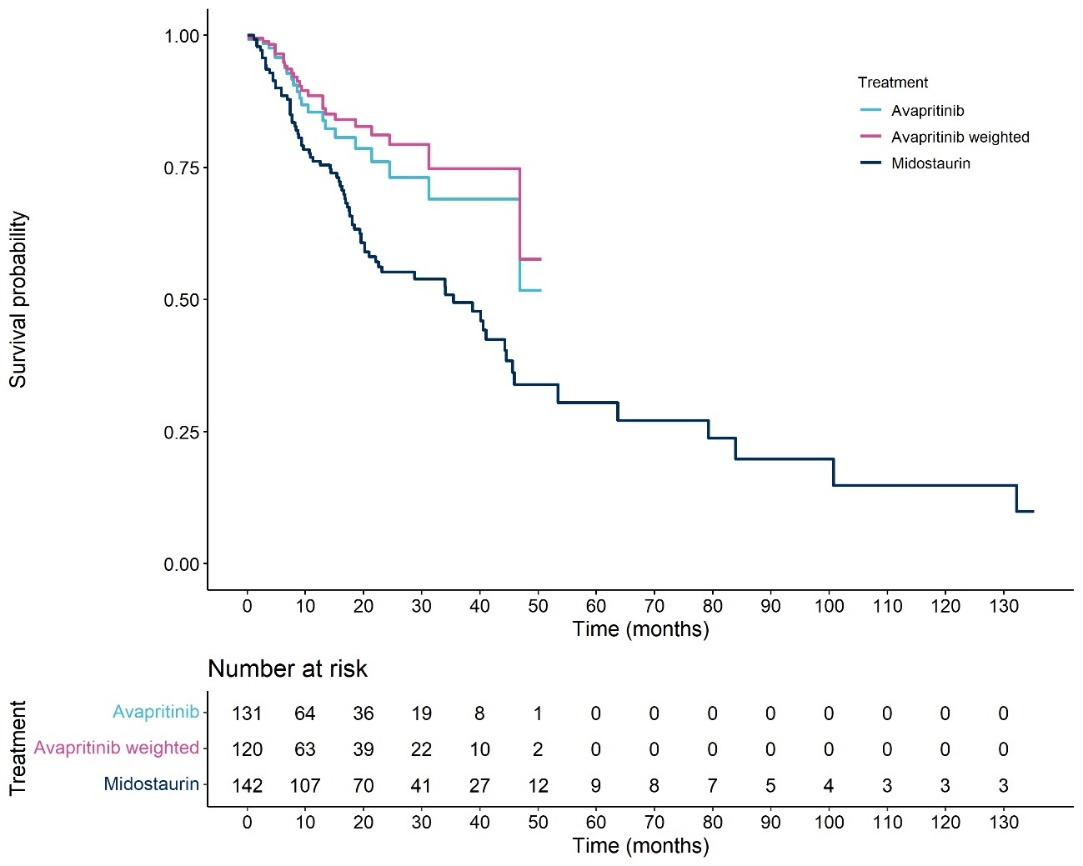 1.00
0.75
0.50
0.25
0.00
Survival probability
Treatment
Avapritinib
Avapritinib weighted
Midostaurin
0 10 20 30 40 50 60 70 80 90 100 110 120 130
Time (months)
Number at risk
Treatment
Avapritinib 131 64 36 19 8 1 0 0 0 0 0 0 0 0
Avapritinib weighted 120 63 39 22 10 2 0 0 0 0 0 0 0 0
Midostaurin 142 107 70 41 27 12 9 8 7 5 4 3 3 3
0 10 20 30 40 50 60 70 80 90 100 110 120 130
Time (months)